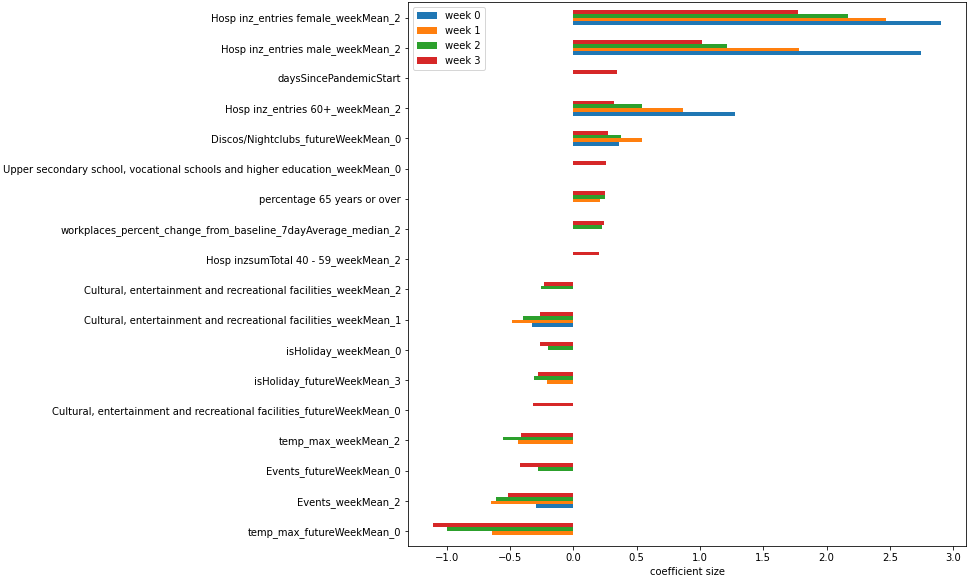 week 0
week 1
week 2
week 3
Hosp inz_entries female_weekMean_2
Hosp inz_entries male_weekMean_2
daysSincePandemicStart
Hosp inz_entries 60+_weekMean_2
Discos/Nightclubs_futureWeekMean_0
Upper secondary school, vocational schools and higher education_weekMean_0
percentage 65 years or over
workplaces_percent_change_from_baseline_7dayAverage_median_2
Hosp inzsumTotal 40 - 59_weekMean_2
Cultural, entertainment and recreational facilities_weekMean_2
Cultural, entertainment and recreational facilities_weekMean_1
isHoliday_weekMean_0
isHoliday_futureWeekMean_3
Cultural, entertainment and recreational facilities_futureWeekMean_0
temp_max_weekMean_2
Events_futureWeekMean_0
Events_weekMean_2
temp_max_futureWeekMean_0
−1.0 −0.5 0.0 0.5 1.0 1.5 2.0 2.5 3.0
coefficient size